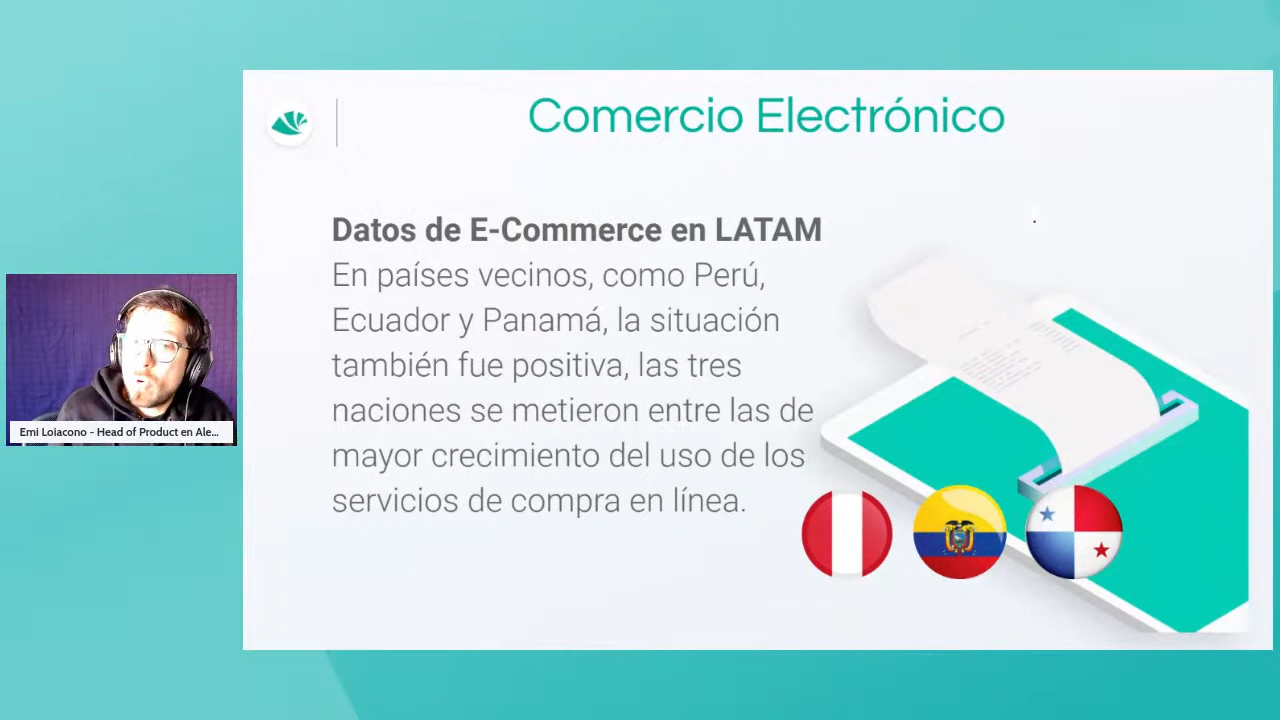 Comercio Electrónico
Datos de E-Commerce en LATAM
En países vecinos, como Perú,
Ecuador y Panamá, la situación
también fue positiva, las tres
naciones se metieron entre las de
mayor crecimiento del uso de los
servicios de compra en línea.
Emi Loiacono - Head of Product en Ale...